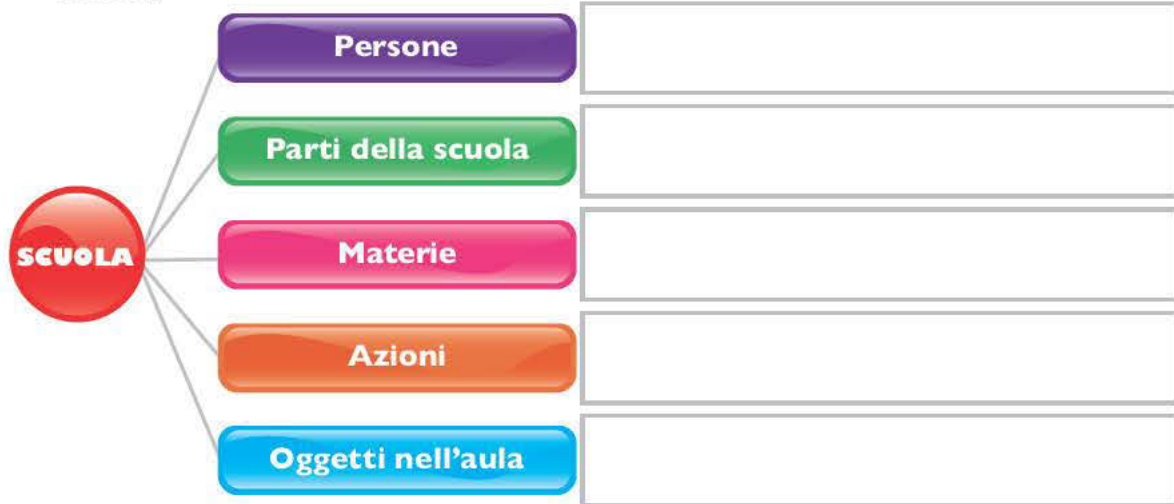 Persone
Parti della scuola
SCUOLA
Materie
Azioni
Oggetti nell'aula